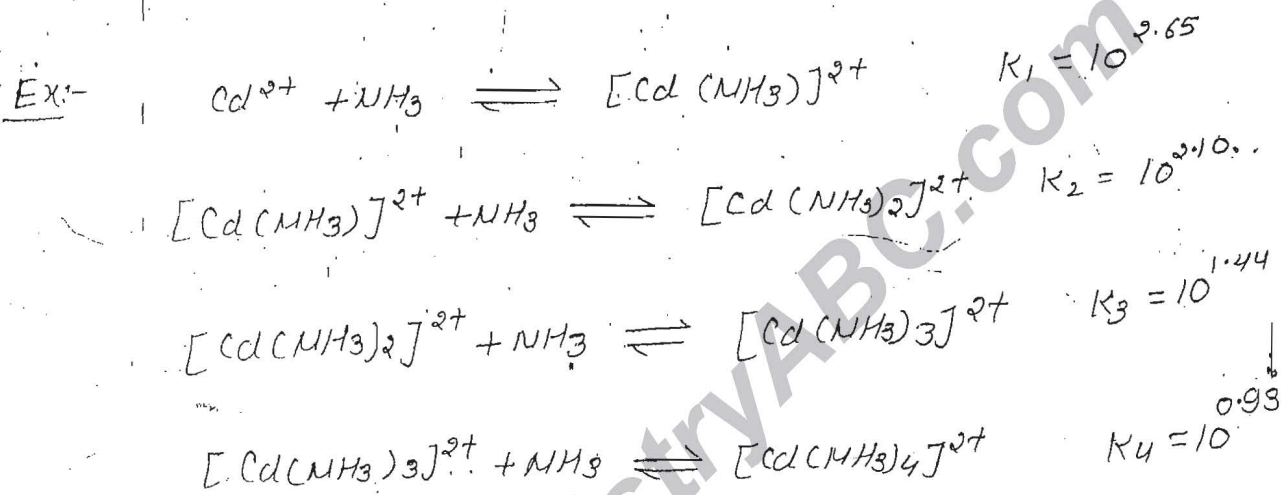 Ex:- Cd²⁺ + NH₃ ⇌ [Cd (NH₃)]²⁺ K₁ = 10^2.65
[Cd (NH₃)]²⁺ + NH₃ ⇌ [Cd (NH₃)₂]²⁺ K₂ = 10^2.10
[Cd (NH₃)₂]²⁺ + NH₃ ⇌ [Cd (NH₃)₃]²⁺ K₃ = 10^1.44
↓
[Cd (NH₃)₃]²⁺ + NH₃ ⇌ [Cd (NH₃)₄]²⁺ K₄ = 10^0.93
stryABC.com